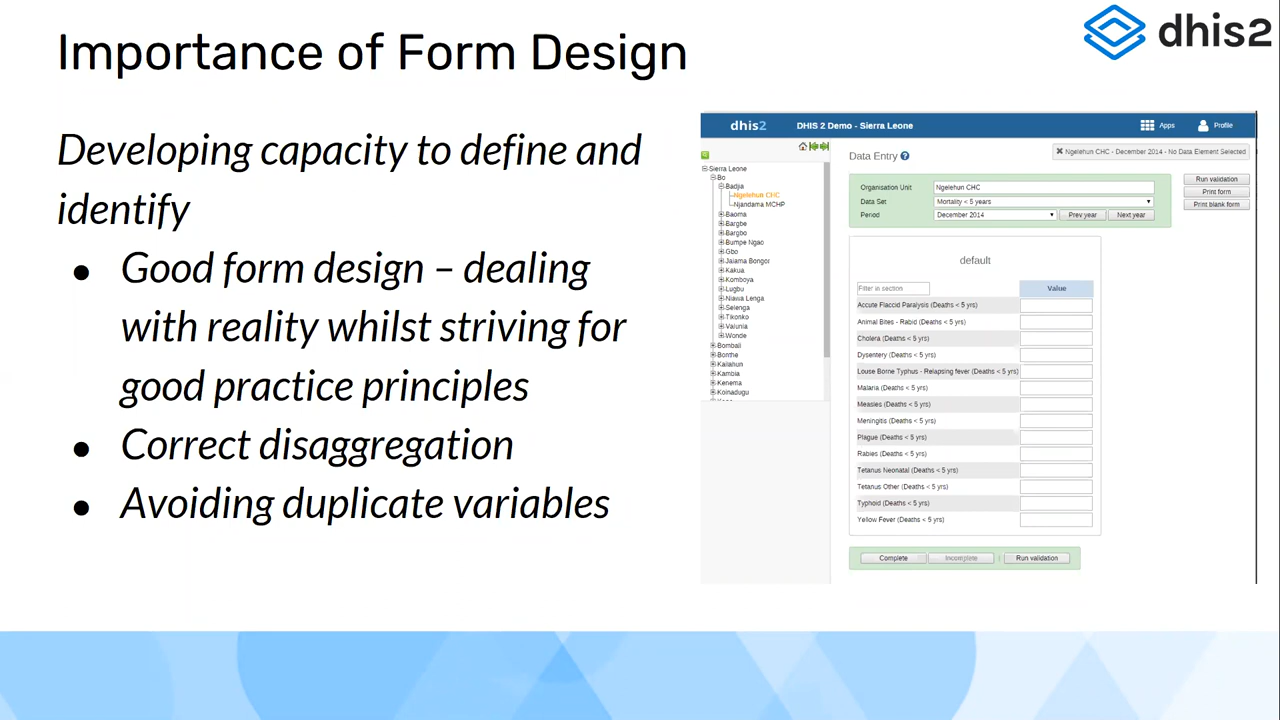 Importance of Form Design
dhis2
Developing capacity to define and
identify
● Good form design – dealing
with reality whilst striving for
good practice principles
● Correct disaggregation
● Avoiding duplicate variables
dhis2 DHIS 2 Demo - Sierra Leone Apps Profile
Sierra Leone
Bo
Badjia
Ngelehun CHC
Njandama MCHP
Baoma
Bargbe
Bargbo
Bumpe Ngao
Gbo
Jaiama Bongor
Kakua
Komboya
Lugbu
Niawa Lenga
Selenga
Tikonko
Valunia
Wonde
Bombali
Bonthe
Kailahun
Kambia
Kenema
Koinadugu
Data Entry ?
Ngelehun CHC - December 2014 - No Data Element Selected
Organisation Unit Ngelehun CHC
Data Set Mortality < 5 years
Period December 2014 Prev year Next year
Run validation
Print form
Print blank form
default
Filter in section Value
Accute Flaccid Paralysis (Deaths < 5 yrs)
Animal Bites - Rabid (Deaths < 5 yrs)
Cholera (Deaths < 5 yrs)
Dysentery (Deaths < 5 yrs)
Louse Borne Typhus - Relapsing fever (Deaths < 5 yrs)
Malaria (Deaths < 5 yrs)
Measles (Deaths < 5 yrs)
Meningitis (Deaths < 5 yrs)
Plague (Deaths < 5 yrs)
Rabies (Deaths < 5 yrs)
Tetanus Neonatal (Deaths < 5 yrs)
Tetanus Other (Deaths < 5 yrs)
Typhoid (Deaths < 5 yrs)
Yellow Fever (Deaths < 5 yrs)
Complete Incomplete Run validation